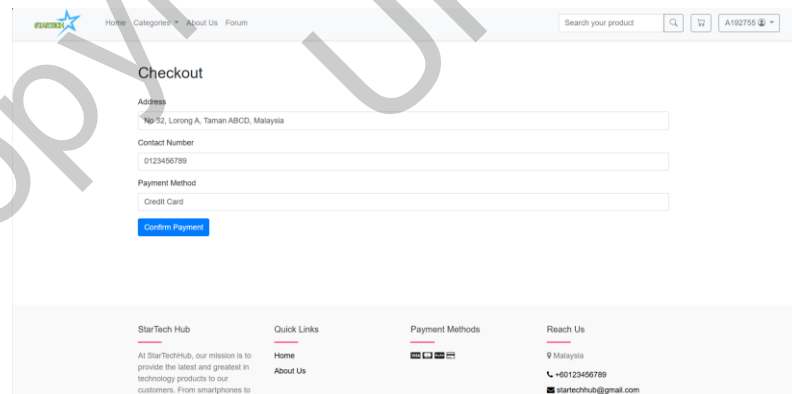 STARTECH
Home Categories About Us Forum
Search your product
A192755
Checkout
Address
No 32, Lorong A, Taman ABCD, Malaysia
Contact Number
0123456789
Payment Method
Credit Card
Confirm Payment
StarTech Hub
Quick Links
Payment Methods
Reach Us
At StarTechHub, our mission is to
provide the latest and greatest in
technology products to our
customers. From smartphones to
Home
About Us
VISA
Malaysia
+60123456789
startechhub@gmail.com